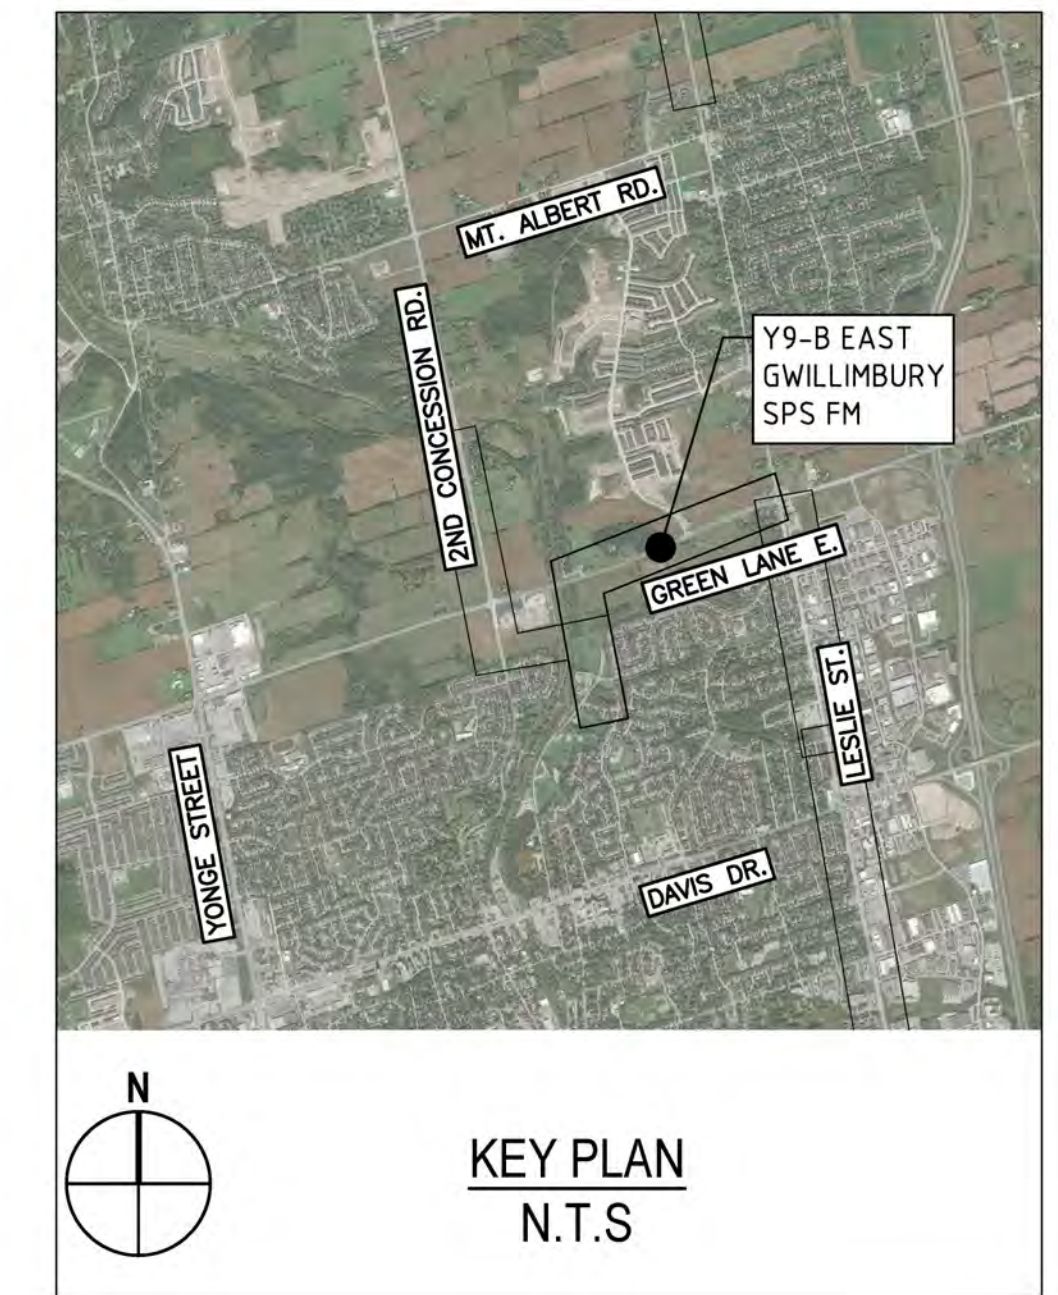 MT. ALBERT RD.
2ND CONCESSION RD.
Y9-B EAST
GWILLIMBURY
SPS FM
GREEN LANE E.
LESLIE ST.
YONGE STREET
DAVIS DR.
N
KEY PLAN
N.T.S